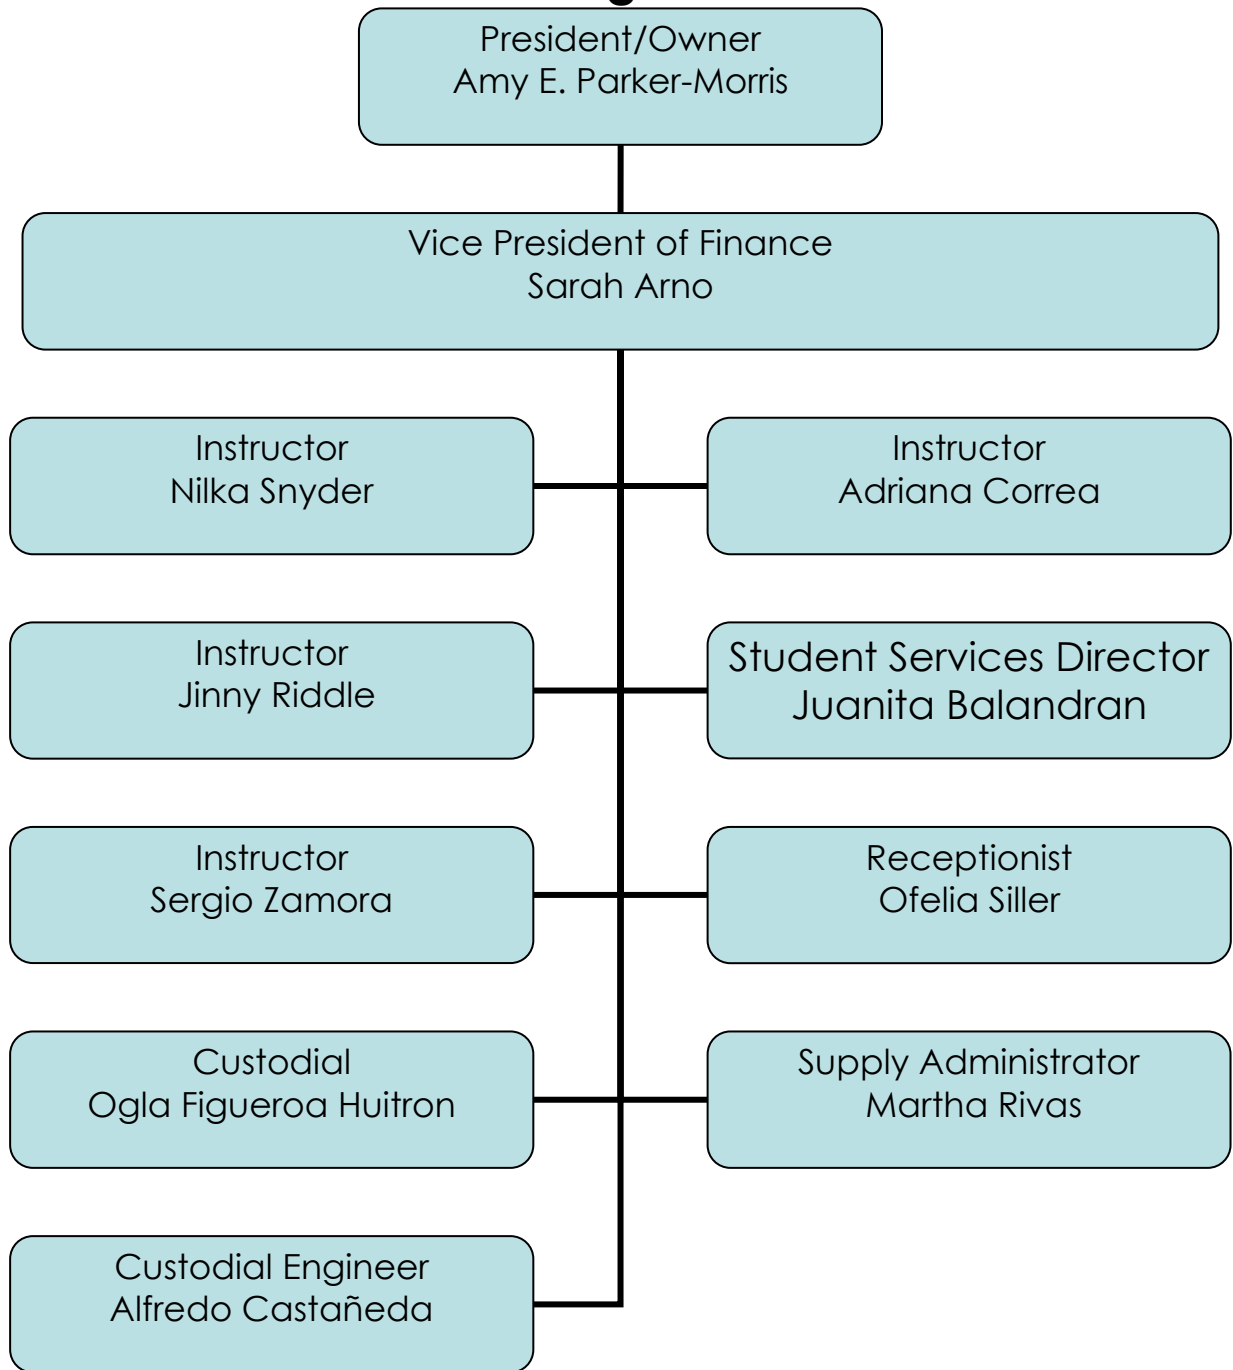 President/Owner
Amy E. Parker-Morris
Vice President of Finance
Sarah Arno
Instructor
Nilka Snyder
Instructor
Adriana Correa
Instructor
Jinny Riddle
Student Services Director
Juanita Balandran
Instructor
Sergio Zamora
Receptionist
Ofelia Siller
Custodial
Ogla Figueroa Huitron
Supply Administrator
Martha Rivas
Custodial Engineer
Alfredo Castañeda